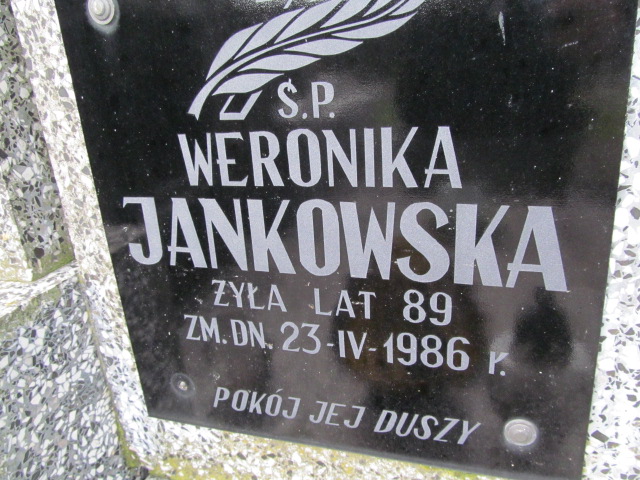 Ś.P.
WERONIKA
JANKOWSKA
ŻYŁA LAT 89
ZM. DN. 23-IV-1986 r.
POKÓJ JEJ DUSZY